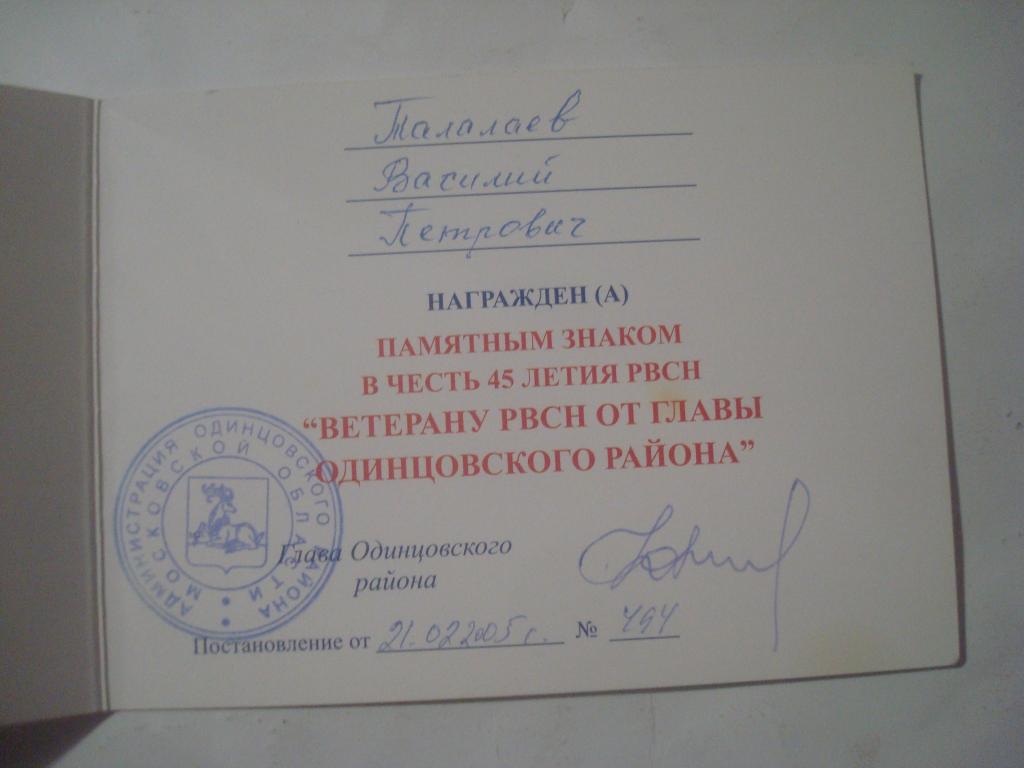 Талалаев
Василий
Петрович
НАГРАЖДЕН (А)
ПАМЯТНЫМ ЗНАКОМ
В ЧЕСТЬ 45 ЛЕТИЯ РВСН
“ВЕТЕРАНУ РВСН ОТ ГЛАВЫ
ОДИНЦОВСКОГО РАЙОНА”
АДМИНИСТРАЦИЯ ОДИНЦОВСКОГО РАЙОНА
МОСКОВСКОЙ ОБЛАСТИ
Глава Одинцовского
района
Постановление от 21.02 2005 г. № 494